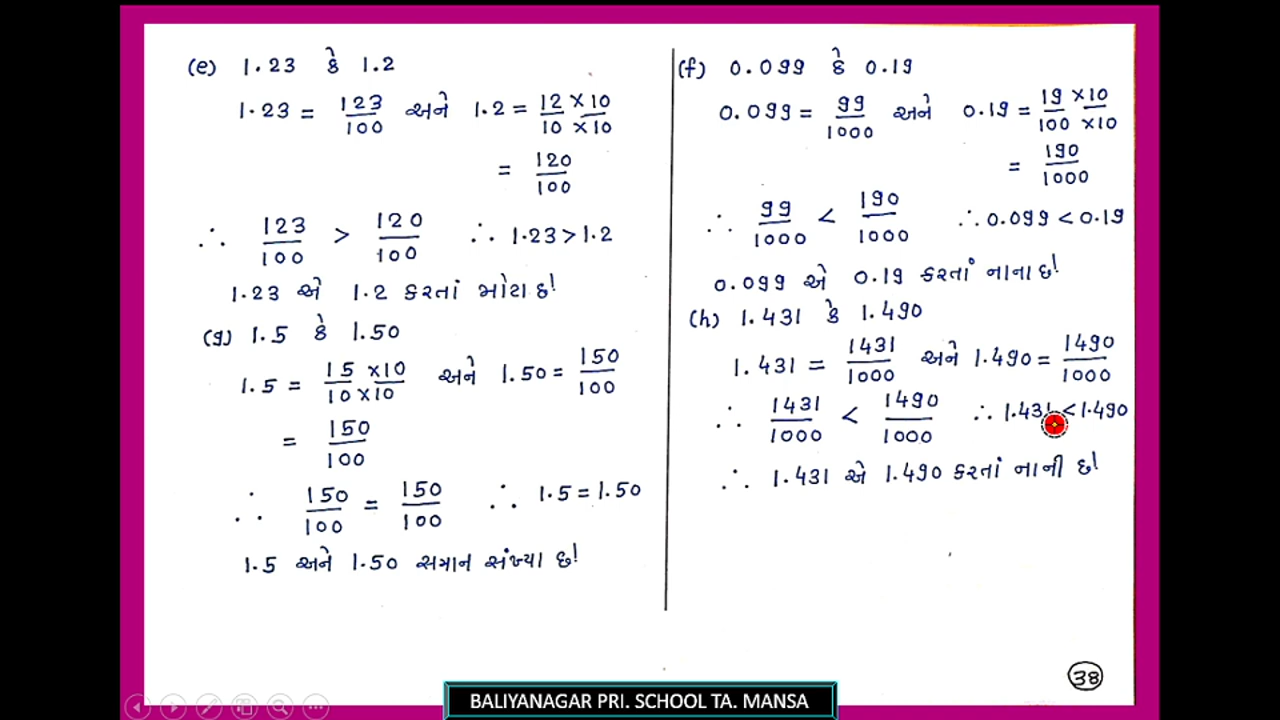 (e) 1.23 કે 1.2
1.23 = 123/100 અને 1.2 = 12/10 ×10/×10
= 120/100
∴ 123/100 > 120/100 ∴ 1.23 > 1.2
1.23 એ 1.2 કરતાં મોટા છે!
(g) 1.5 કે 1.50
1.5 = 15/10 ×10/×10 અને 1.50 = 150/100
= 150/100
∴ 150/100 = 150/100 ∴ 1.5 = 1.50
1.5 અને 1.50 સમાન સંખ્યા છે!
(f) 0.099 કે 0.19
0.099 = 99/1000 અને 0.19 = 19/100 ×10/×10
= 190/1000
∴ 99/1000 < 190/1000 ∴ 0.099 < 0.19
0.099 એ 0.19 કરતાં નાના છે!
(h) 1.431 કે 1.490
1.431 = 1431/1000 અને 1.490 = 1490/1000
∴ 1431/1000 < 1490/1000 ∴ 1.431 < 1.490
∴ 1.431 એ 1.490 કરતાં નાની છે!
38
BALIYANAGAR PRI. SCHOOL TA. MANSA